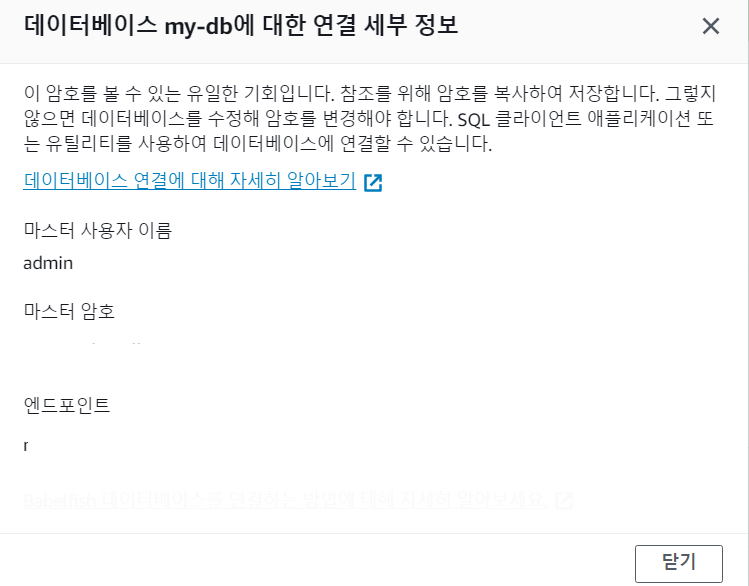 데이터베이스 my-db에 대한 연결 세부 정보
이 암호를 볼 수 있는 유일한 기회입니다. 참조를 위해 암호를 복사하여 저장합니다. 그렇지
않으면 데이터베이스를 수정해 암호를 변경해야 합니다. SQL 클라이언트 애플리케이션 또
는 유틸리티를 사용하여 데이터베이스에 연결할 수 있습니다.
데이터베이스 연결에 대해 자세히 알아보기
마스터 사용자 이름
admin
마스터 암호
엔드포인트
r
Babelfish 데이터베이스를 연결하는 방법에 대해 자세히 알아보세요.
닫기